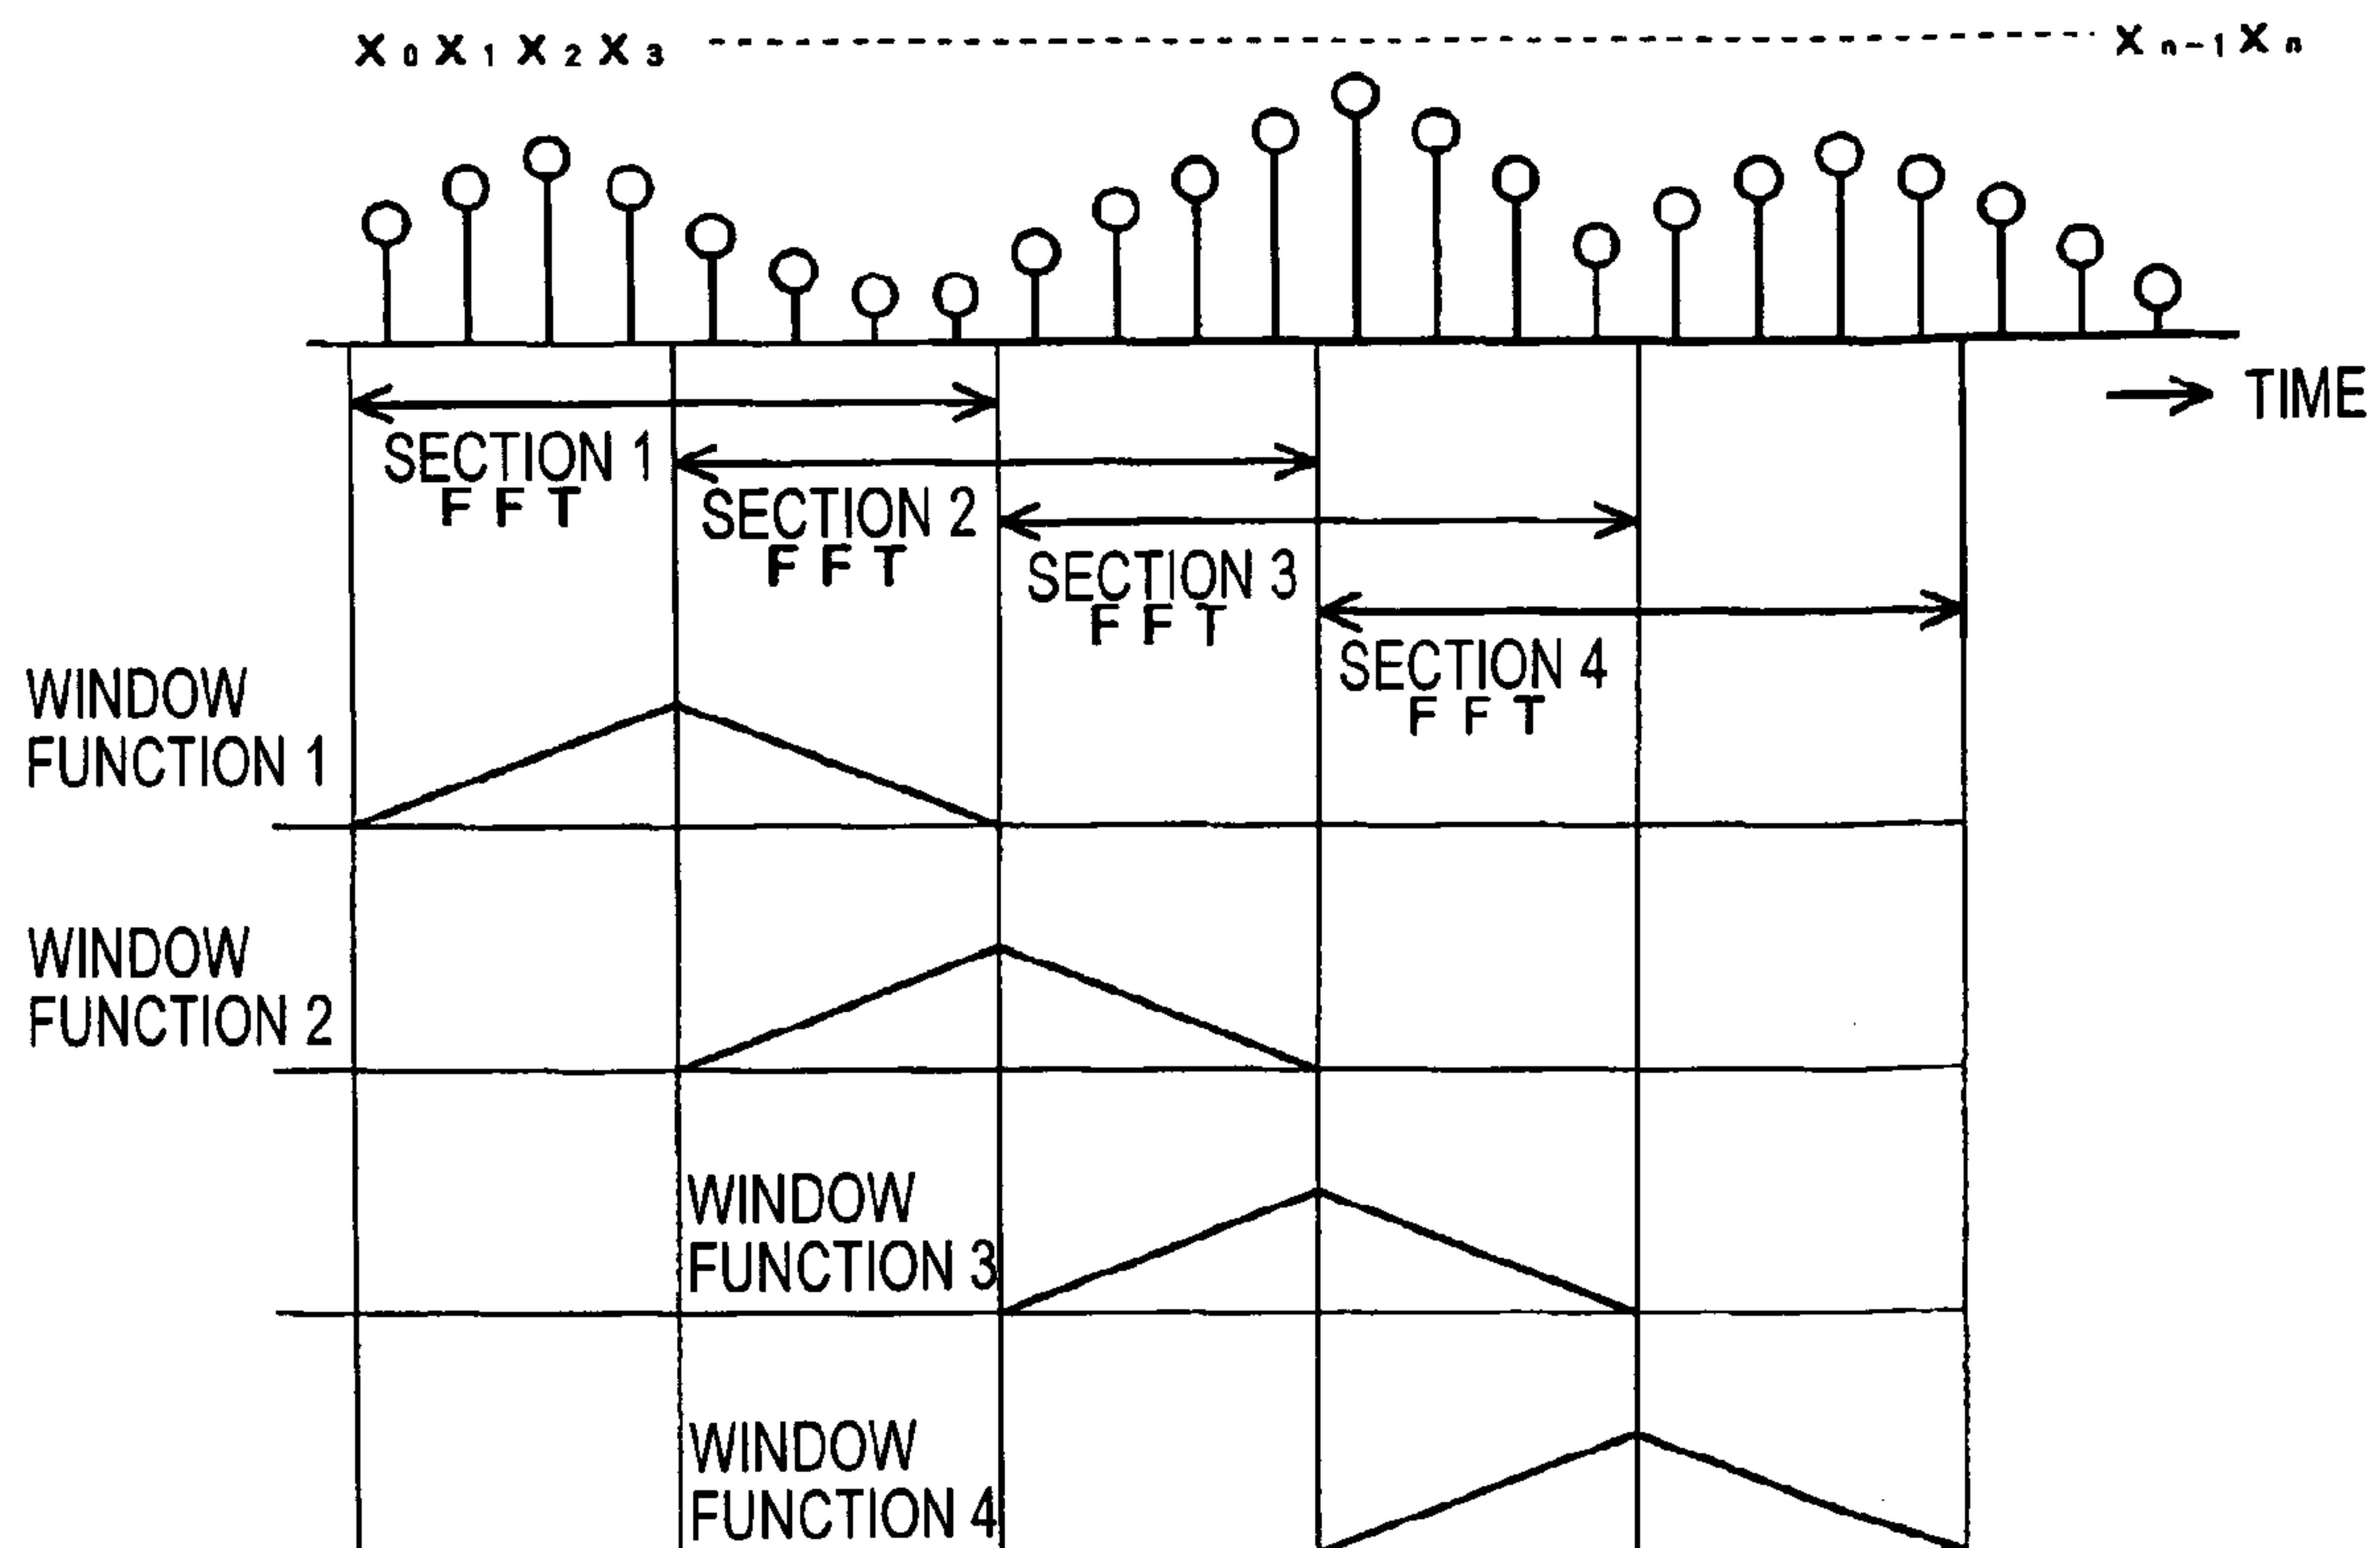 X₀ X₁ X₂ X₃ ---------- Xₙ₋₁ Xₙ
→ TIME
SECTION 1
FFT
SECTION 2
FFT
SECTION 3
FFT
SECTION 4
FFT
WINDOW
FUNCTION 1
WINDOW
FUNCTION 2
WINDOW
FUNCTION 3
WINDOW
FUNCTION 4